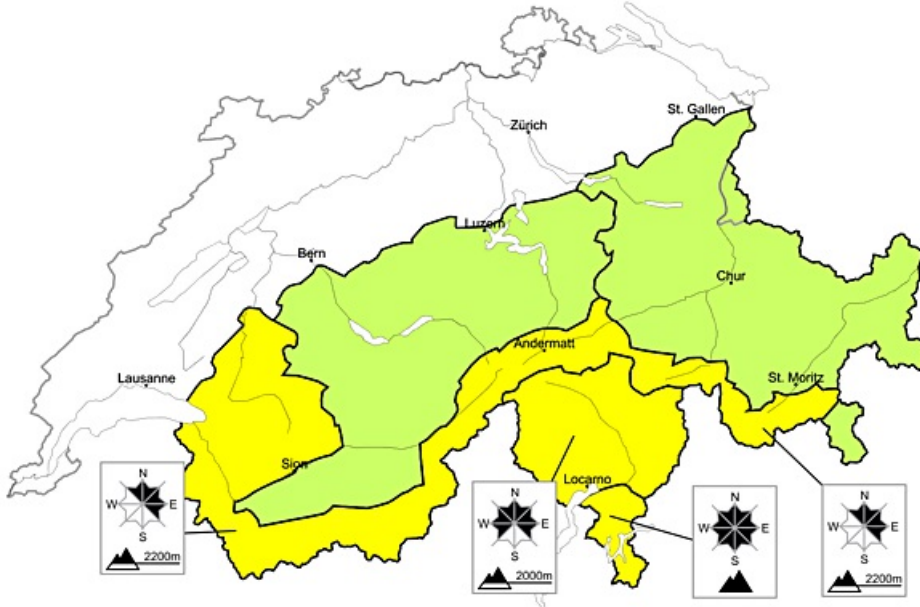 St. Gallen
Zürich
Luzern
Bern
Chur
Andermatt
Lausanne
St. Moritz
Sion
Locarno
N
W E
S
2200m
N
W E
S
2000m
N
W E
S
N
W E
S
2200m